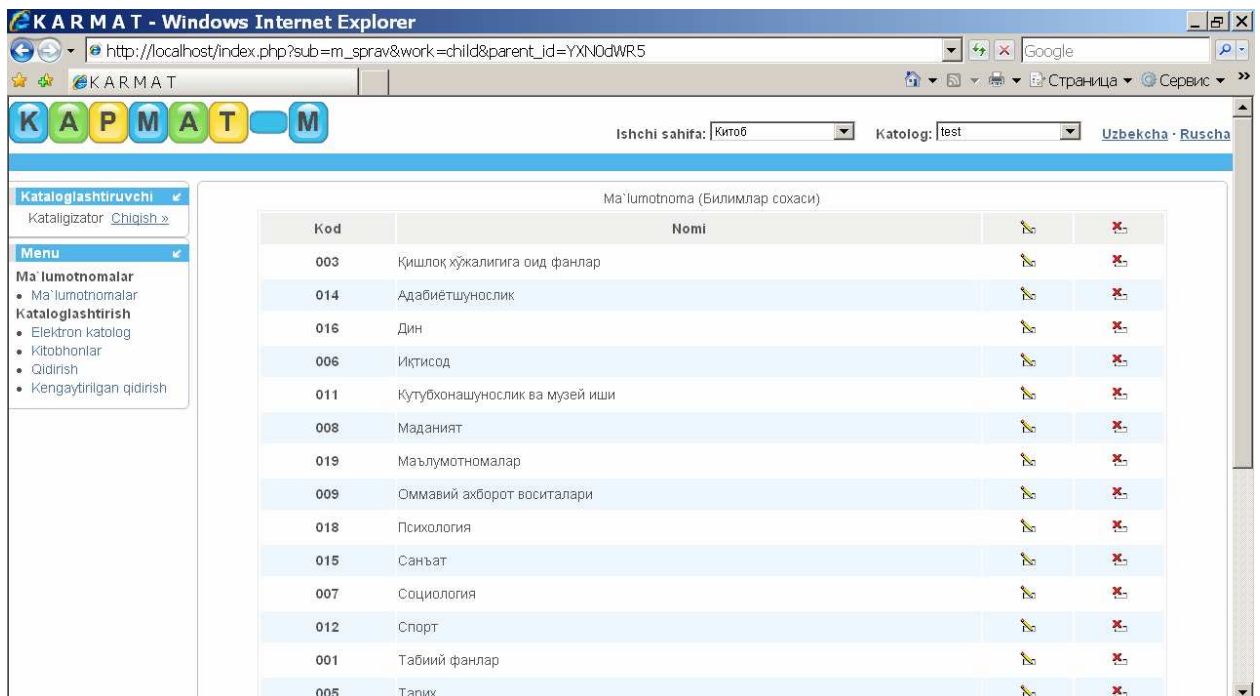 K A R M A T - Windows Internet Explorer
http://localhost/index.php?sub=m_sprav&work=child&parent_id=YXN0dWR5
Google
K A R M A T
Страница
Сервис
КАРМАТ М
Ishchi sahifa: Китоб
Katolog: test
Uzbekcha · Ruscha
Kataloglashtiruvchi
Kataligizator Chiqish »
Menu
Ma`lumotnomalar
Ma`lumotnomalar
Kataloglashtirish
Elektron katolog
Kitobhonlar
Qidirish
Kengaytirilgan qidirish
Ma`lumotnoma (Билимлар сохаси)
Kod Nomi
003 Қишлоқ хўжалигига оид фанлар
014 Адабиётшунослик
016 Дин
006 Иқтисод
011 Кутубхонашунослик ва музей иши
008 Маданият
019 Маълумотномалар
009 Оммавий ахборот воситалари
018 Психология
015 Санъат
007 Социология
012 Спорт
001 Табиий фанлар
005 Тарих